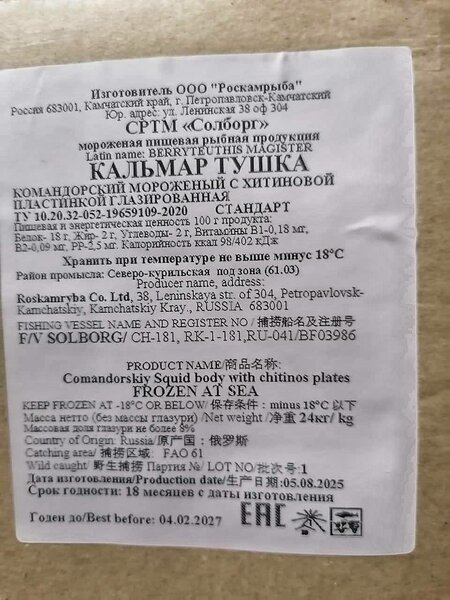 Изготовитель ООО "Роскамрыба"
Россия 683001, Камчатский край, г. Петропавловск-Камчатский
Юр. адрес: ул. Ленинская 38 оф 304
СРТМ «Солборг»
мороженая пищевая рыбная продукция
Latin name: BERRYTEUTHIS MAGISTER
КАЛЬМАР ТУШКА
КОМАНДОРСКИЙ МОРОЖЕНЫЙ С ХИТИНОВОЙ
ПЛАСТИНКОЙ ГЛАЗИРОВАННАЯ
ТУ 10.20.32-052-19659109-2020 СТАНДАРТ
Пищевая и энергетическая ценность 100 г продукта:
Белок- 18 г, Жир- 2 г, Углеводы- 2 г, Витамины В1-0,18 мг,
В2-0,09 мг, РР-2,5 мг. Калорийность ккал 98/402 кДж
Хранить при температуре не выше минус 18°С
Район промысла: Северо-курильская под зона (61.03)
Producer name, address:
Roskamryba Co. Ltd, 38, Leninskaya str. of 304, Petropavlovsk-
Kamchatskiy, Kamchatskiy Kray., RUSSIA 683001
FISHING VESSEL NAME AND REGISTER NO / 捕捞船名及注册号
F/V SOLBORG/ CH-181, RK-1-181,RU-041/BF03986
PRODUCT NAME/商品名称:
Comandorskiy Squid body with chitinos plates
FROZEN AT SEA
KEEP FROZEN AT -18°C OR BELOW/ 保存条件：minus 18°C 以下
Масса нетто (без массы глазури) /Net weight /净重 24кг/ kg
Массовая доля глазури не более 8%
Country of Origin: Russia/原产国：俄罗斯
Catching area/ 捕捞区域: FAO 61
Wild caught/ 野生捕捞 Партия №/ LOT NO/批次号 1
Дата изготовления/Production date/生产日期 :05.08.2025
Срок годности: 18 месяцев с даты изготовления
Годен до/Best before: 04.02.2027
EAC